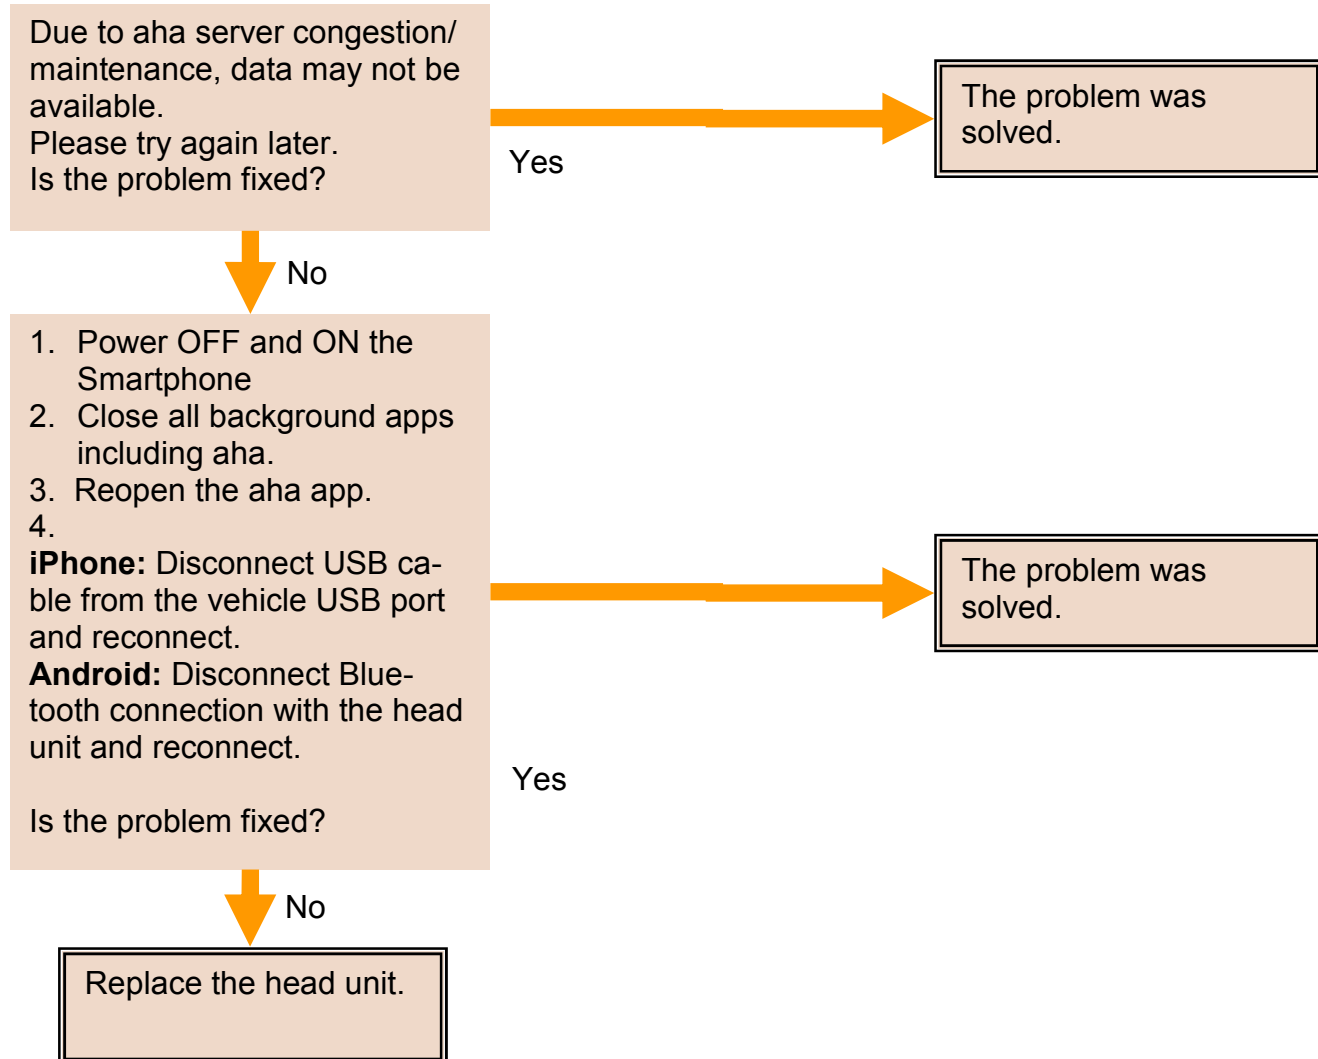 Due to aha server congestion/
maintenance, data may not be
available.
Please try again later.
Is the problem fixed?
Yes
The problem was
solved.
No
1. Power OFF and ON the
Smartphone
2. Close all background apps
including aha.
3. Reopen the aha app.
4.
iPhone: Disconnect USB ca-
ble from the vehicle USB port
and reconnect.
Android: Disconnect Blue-
tooth connection with the head
unit and reconnect.
Is the problem fixed?
Yes
The problem was
solved.
No
Replace the head unit.